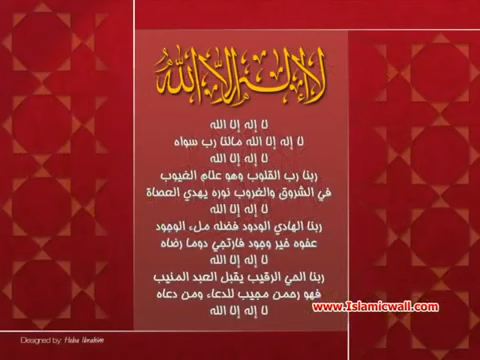 لا إله إلا الله
لا إله إلا الله
لا إله إلا الله مالنا رب سواه
لا إله إلا الله
ربنا رب القلوب وهو علام الغيوب
في الشروق والغروب نوره يهدي العصاة
لا إله إلا الله
ربنا الهادي الودود فضله ملء الوجود
عفوه خير وجود فارتجي دوما رضاه
لا إله إلا الله
ربنا الحي الرقيب يقبل العبد المنيب
فهو رحمن مجيب للدعاء ومن دعاه
لا إله إلا الله
www.Islamicwall.com
Designed by: Heba Ibrahim